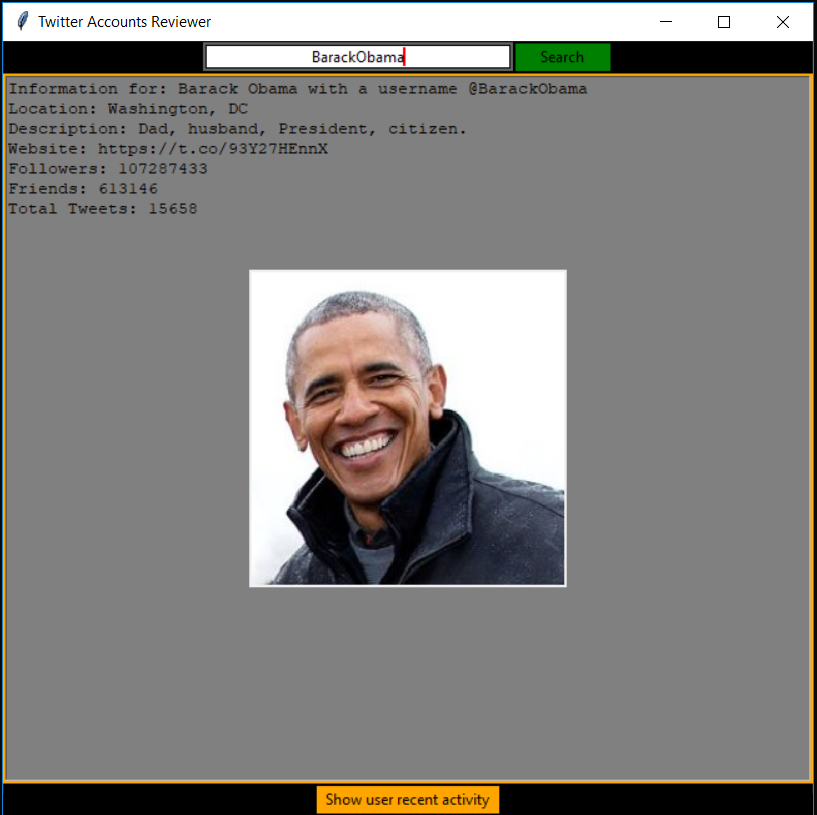 Twitter Accounts Reviewer
BarackObama
Search
Information for: Barack Obama with a username @BarackObama
Location: Washington, DC
Description: Dad, husband, President, citizen.
Website: https://t.co/93Y27HEnnX
Followers: 107287433
Friends: 613146
Total Tweets: 15658
Show user recent activity